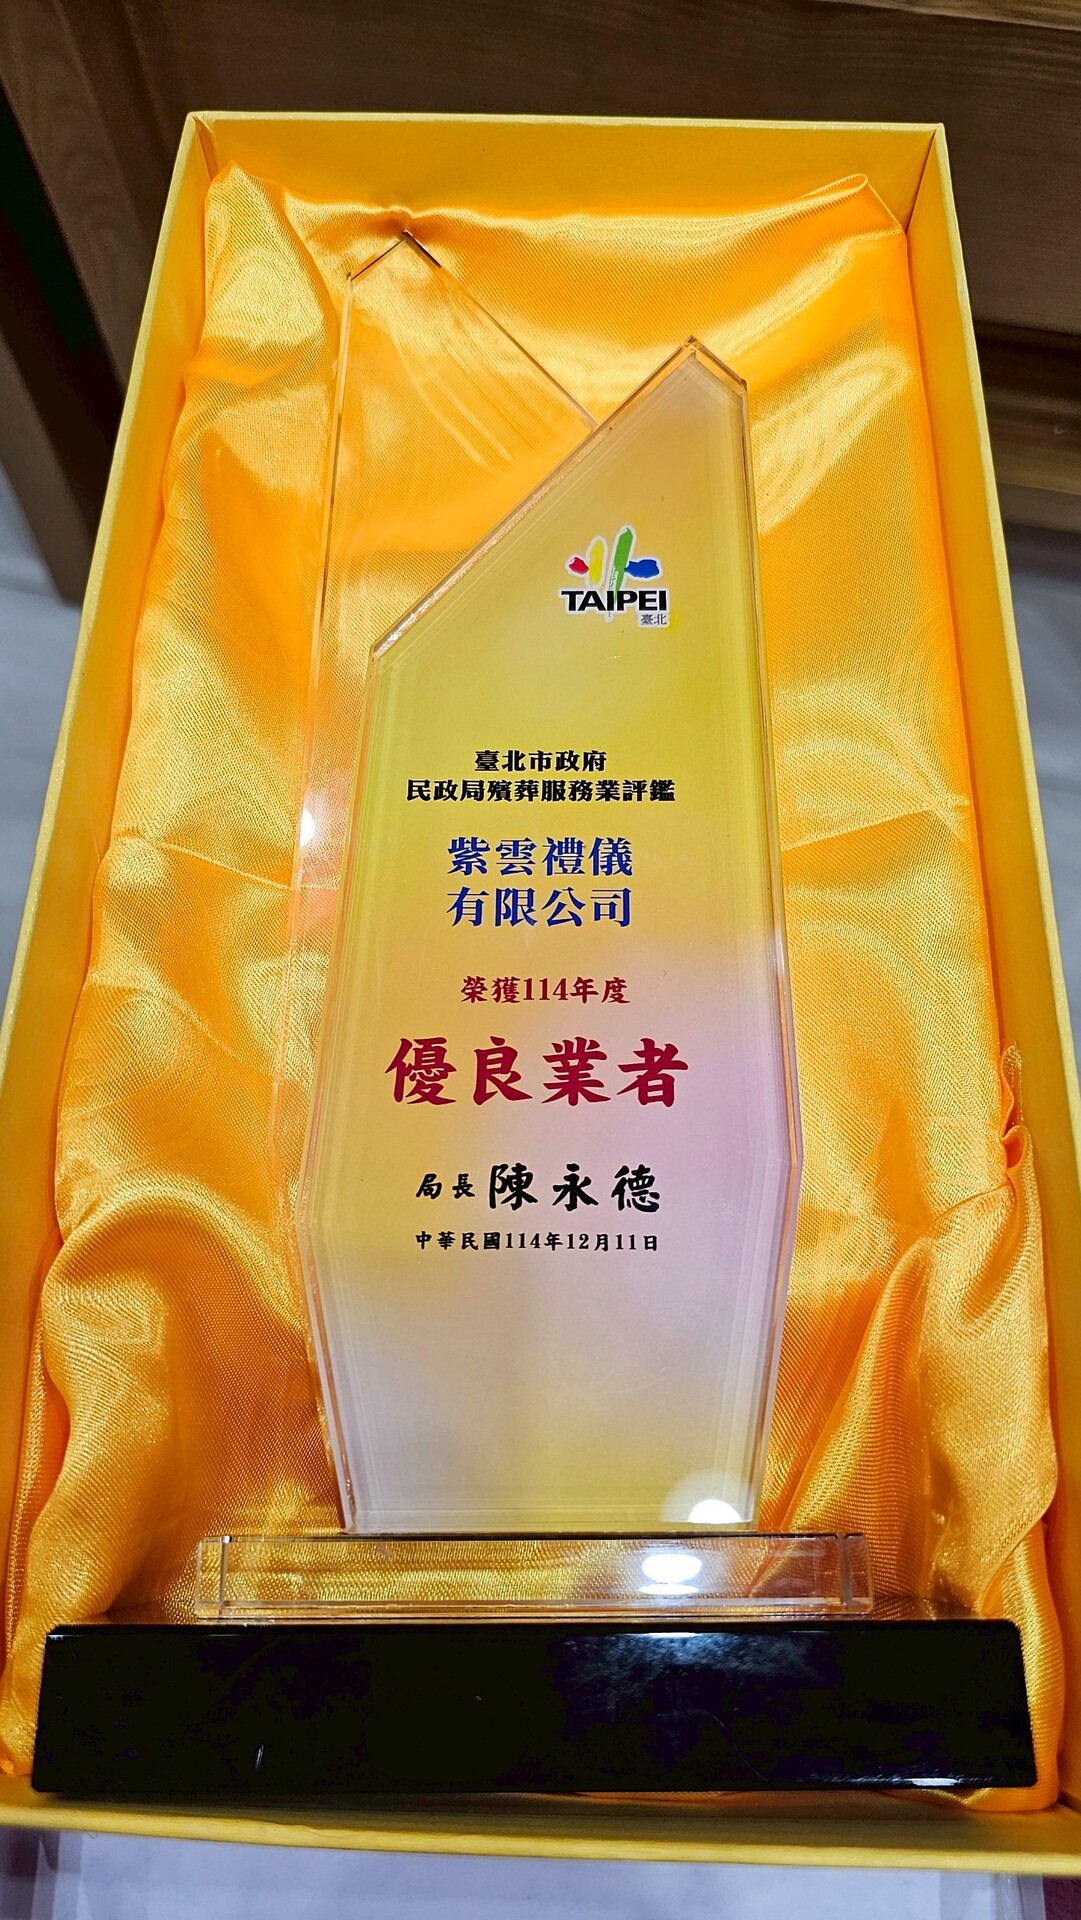 TAIPEI
臺北
臺北市政府
民政局殯葬服務業評鑑
紫雲禮儀
有限公司
榮獲114年度
優良業者
局長 陳永德
中華民國114年12月11日